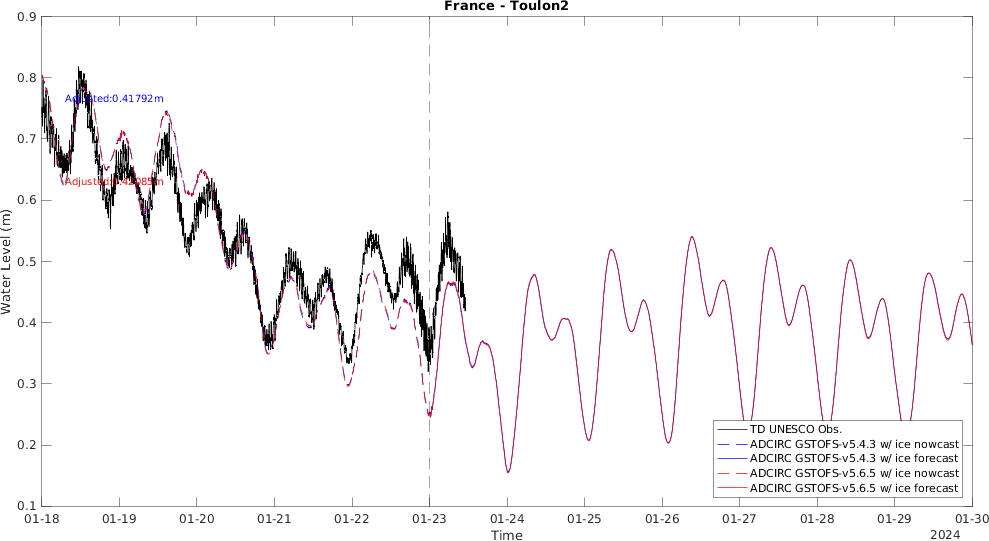 France - Toulon2
0.9
0.8
0.7
0.6
0.5
0.4
0.3
0.2
0.1
Water Level (m)
Adjusted:0.41792m
TD UNESCO Obs.
ADCIRC GSTOFS-v5.4.3 w/ ice nowcast
ADCIRC GSTOFS-v5.4.3 w/ ice forecast
ADCIRC GSTOFS-v5.6.5 w/ ice nowcast
ADCIRC GSTOFS-v5.6.5 w/ ice forecast
01-18 01-19 01-20 01-21 01-22 01-23 01-24 01-25 01-26 01-27 01-28 01-29 01-30
Time
2024